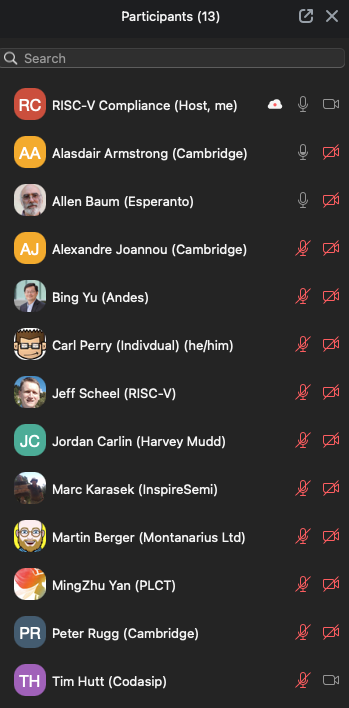 Participants (13)
Search
RC RISC-V Compliance (Host, me)
AA Alasdair Armstrong (Cambridge)
Allen Baum (Esperanto)
AJ Alexandre Joannou (Cambridge)
Bing Yu (Andes)
Carl Perry (Indivdual) (he/him)
Jeff Scheel (RISC-V)
JC Jordan Carlin (Harvey Mudd)
Marc Karasek (InspireSemi)
Martin Berger (Montanarius Ltd)
MingZhu Yan (PLCT)
PR Peter Rugg (Cambridge)
TH Tim Hutt (Codasip)